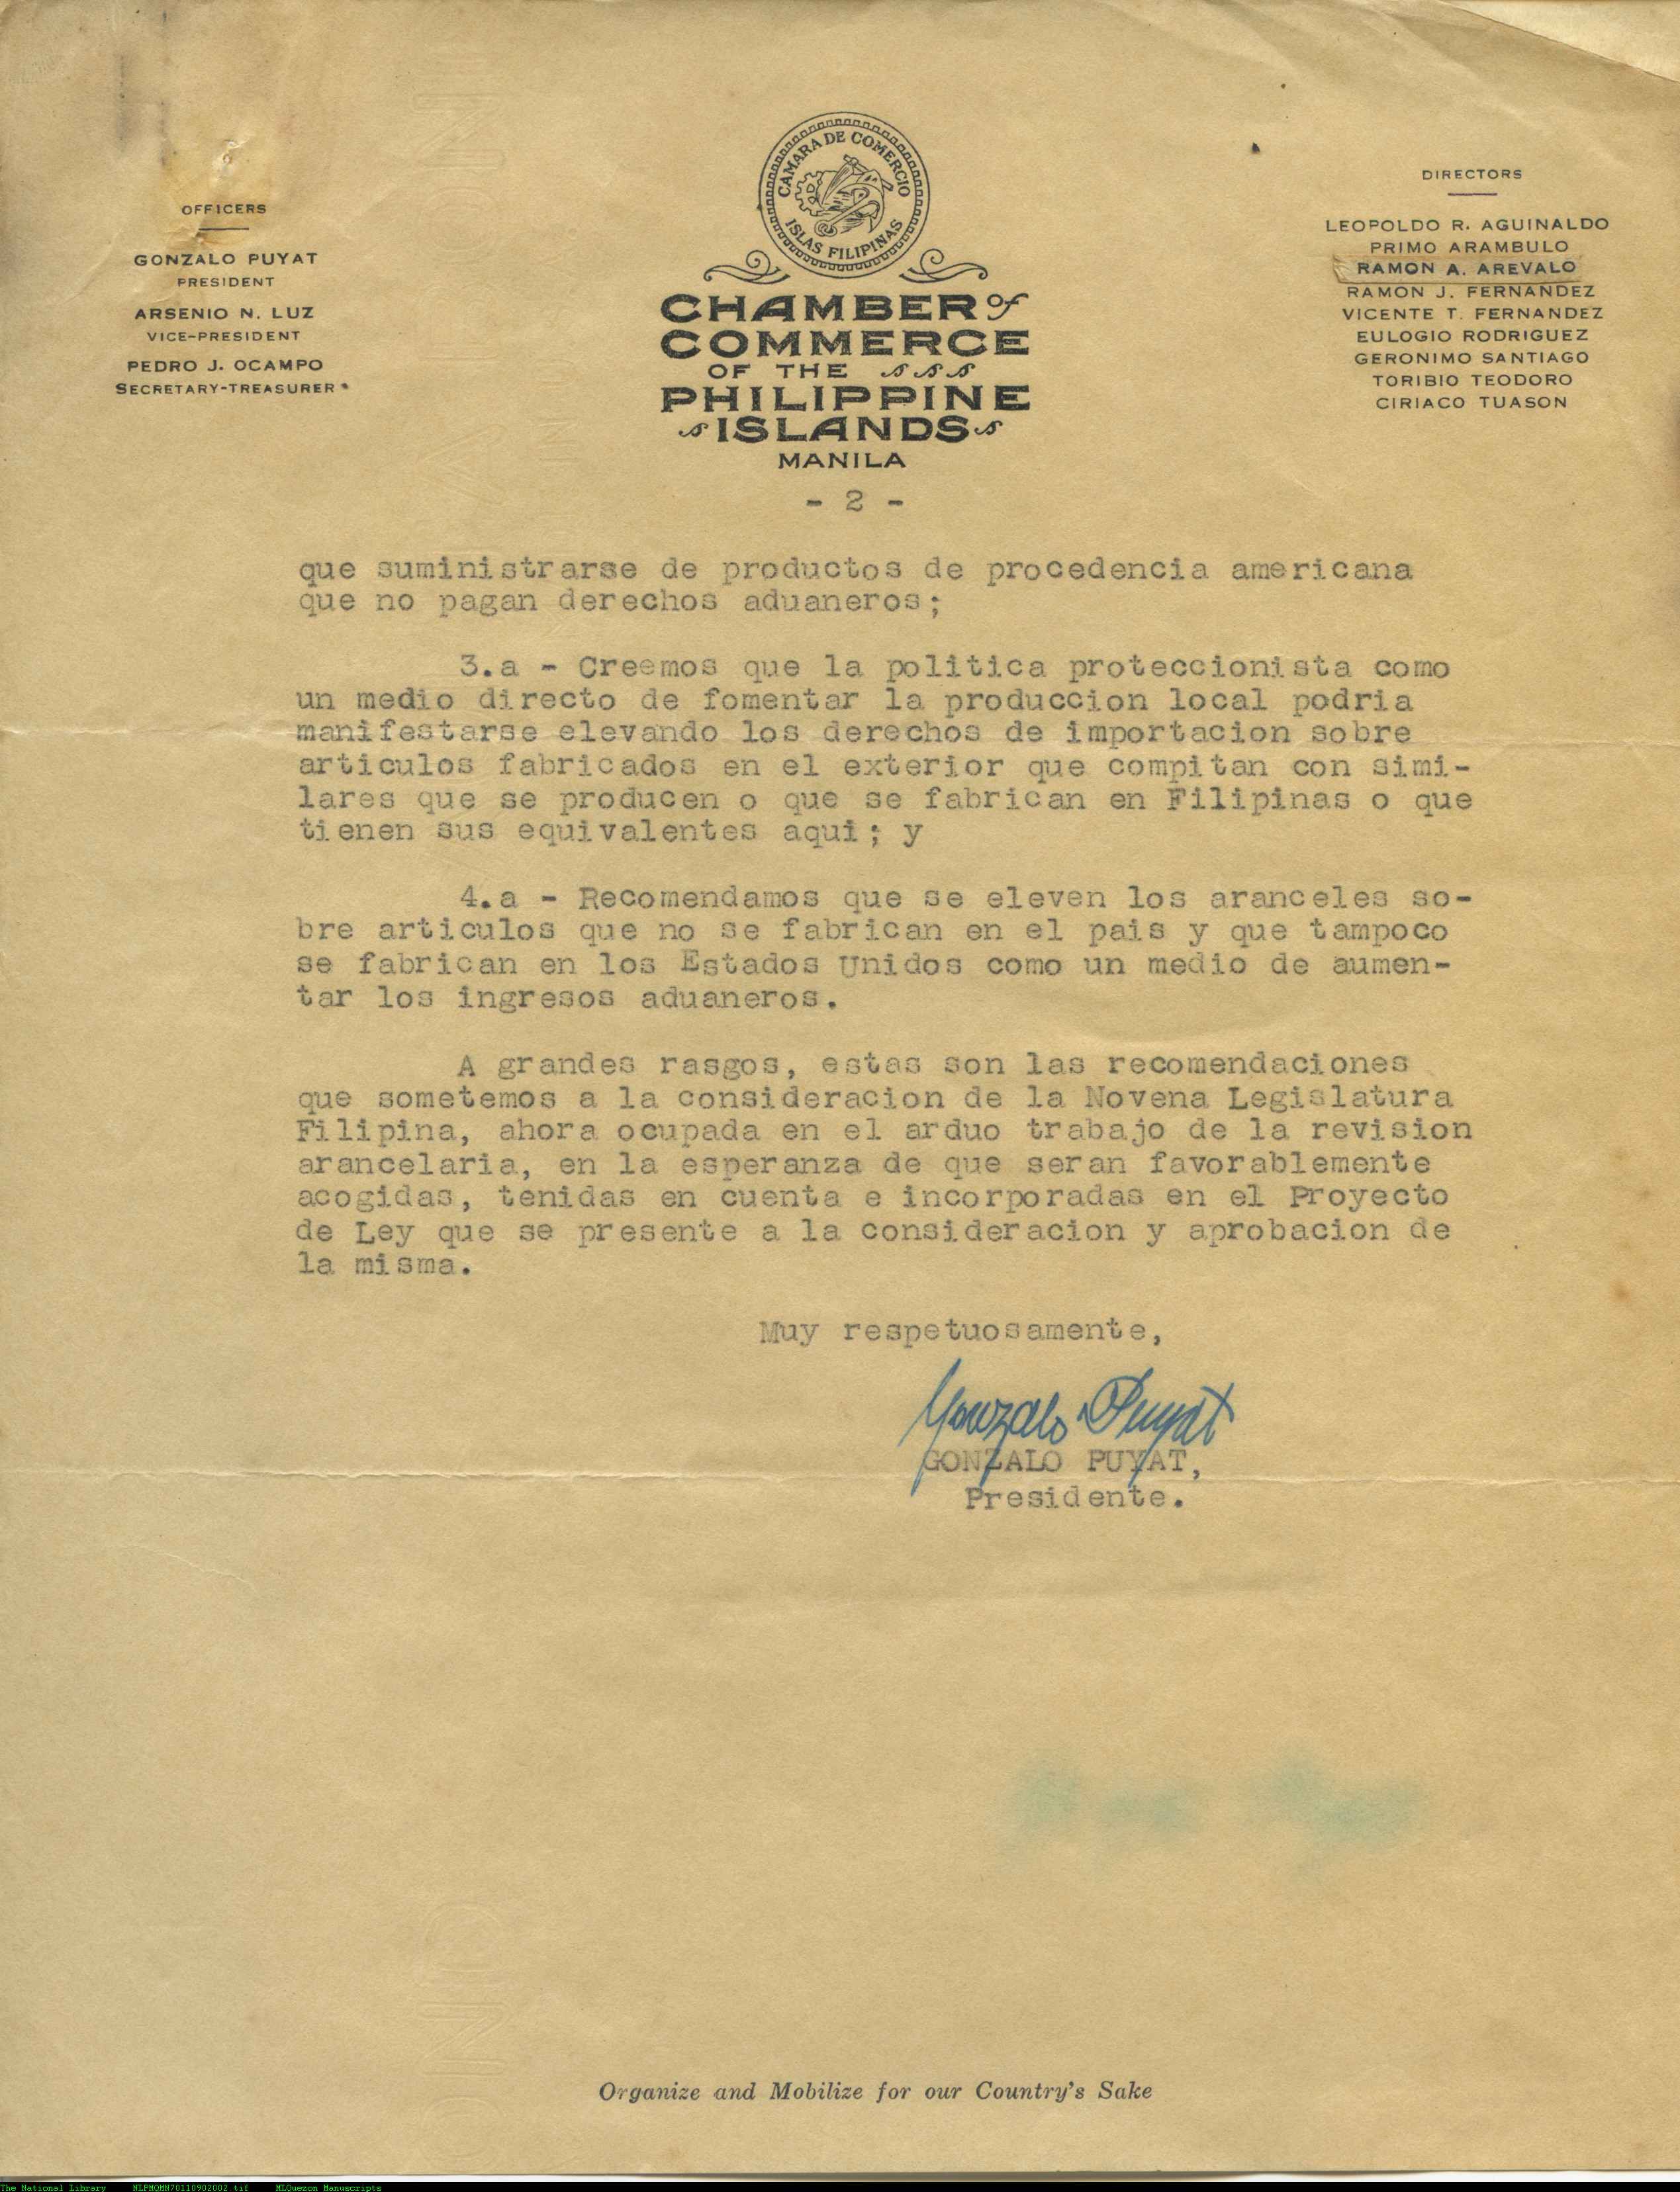 CAMARA DE COMERCIO
ISLAS FILIPINAS
OFFICERS
GONZALO PUYAT
PRESIDENT
ARSENIO N. LUZ
VICE-PRESIDENT
PEDRO J. OCAMPO
SECRETARY-TREASURER
CHAMBER of
COMMERCE
OF THE
PHILIPPINE
ISLANDS
MANILA
DIRECTORS
LEOPOLDO R. AGUINALDO
PRIMO ARAMBULO
RAMON A. AREVALO
RAMON J. FERNANDEZ
VICENTE T. FERNANDEZ
EULOGIO RODRIGUEZ
GERONIMO SANTIAGO
TORIBIO TEODORO
CIRIACO TUASON
- 2 -
que suministrarse de productos de procedencia americana
que no pagan derechos aduaneros;
3.a - Creemos que la politica proteccionista como
un medio directo de fomentar la produccion local podria
manifestarse elevando los derechos de importacion sobre
articulos fabricados en el exterior que compitan con simi-
lares que se producen o que se fabrican en Filipinas o que
tienen sus equivalentes aqui; y
4.a - Recomendamos que se eleven los aranceles so-
bre articulos que no se fabrican en el pais y que tampoco
se fabrican en los Estados Unidos como un medio de aumen-
tar los ingresos aduaneros.
A grandes rasgos, estas son las recomendaciones
que sometemos a la consideracion de la Novena Legislatura
Filipina, ahora ocupada en el arduo trabajo de la revision
arancelaria, en la esperanza de que seran favorablemente
acogidas, tenidas en cuenta e incorporadas en el Proyecto
de Ley que se presente a la consideracion y aprobacion de
la misma.
Muy respetuosamente,
Gonzalo Puyat
GONZALO PUYAT,
Presidente.
Organize and Mobilize for our Country's Sake
The National Library NLPMQMN70110902002.tif MLQuezon Manuscripts